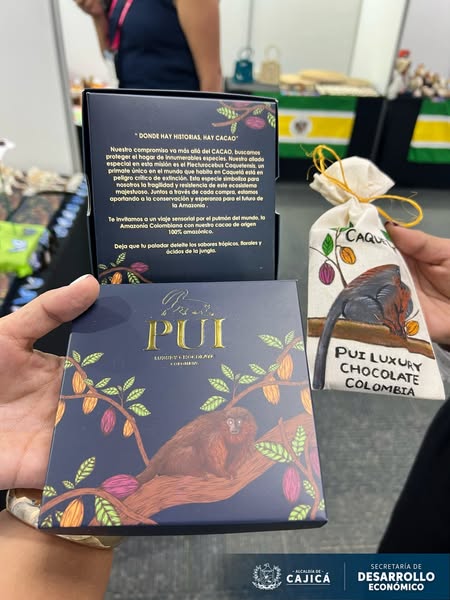 " DONDE HAY HISTORIAS, HAY CACAO"
Nuestro compromiso va más allá del CACAO, buscamos
proteger el hogar de innumerables especies. Nuestro aliado
especial en esta misión es el Plecturocebus Caquetensis, un
primate único en el mundo que habita en Caquetá está en
peligro crítico de extinción. Esta especie simboliza para
nosotros la fragilidad y resistencia de este ecosistema
majestuoso. Juntos a través de cada compra, estamos
aportando a la conservación y esperanza para el futuro de
la Amazonía .
Te invitamos a un viaje sensorial por el pulmón del mundo, la
Amazonía Colombiana con nuestro cacao de origen
100% amazónico.
Deja que tu paladar deleite los sabores trópicos, florales y
ácidos de la jungla.
PUI
LUXURY CHOCOLATE
COLOMBIA
CAQUE
PUI LUXURY
CHOCOLATE
COLOMBIA
ALCALDÍA DE
CAJICÁ
SECRETARÍA DE
DESARROLLO
ECONÓMICO